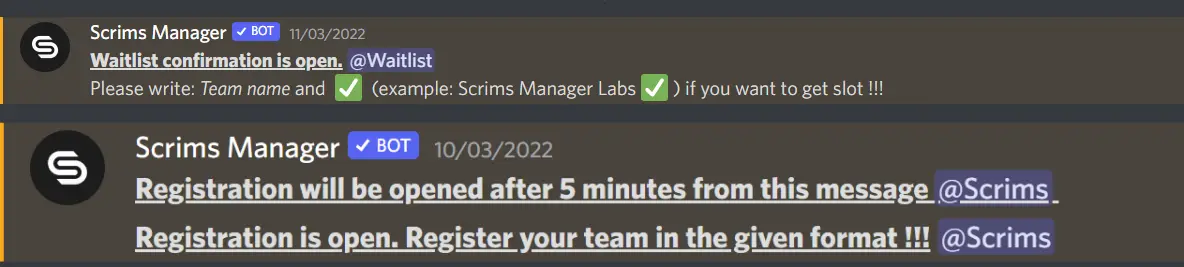 Scrims Manager ✓ BOT 11/03/2022
Waitlist confirmation is open. @Waitlist
Please write: Team name and ✅ (example: Scrims Manager Labs ✅ ) if you want to get slot !!!
Scrims Manager ✓ BOT 10/03/2022
Registration will be opened after 5 minutes from this message @Scrims
Registration is open. Register your team in the given format !!! @Scrims